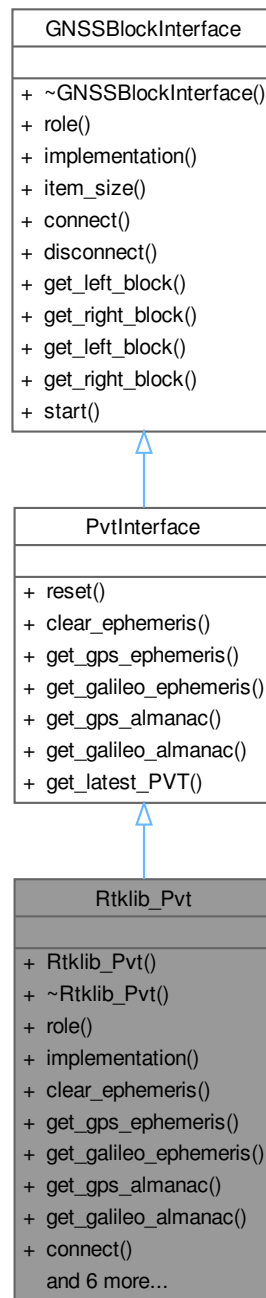 GNSSBlockInterface
+ ~GNSSBlockInterface()
+ role()
+ implementation()
+ item_size()
+ connect()
+ disconnect()
+ get_left_block()
+ get_right_block()
+ get_left_block()
+ get_right_block()
+ start()
PvtInterface
+ reset()
+ clear_ephemeris()
+ get_gps_ephemeris()
+ get_galileo_ephemeris()
+ get_gps_almanac()
+ get_galileo_almanac()
+ get_latest_PVT()
Rtklib_Pvt
+ Rtklib_Pvt()
+ ~Rtklib_Pvt()
+ role()
+ implementation()
+ clear_ephemeris()
+ get_gps_ephemeris()
+ get_galileo_ephemeris()
+ get_gps_almanac()
+ get_galileo_almanac()
+ connect()
and 6 more...